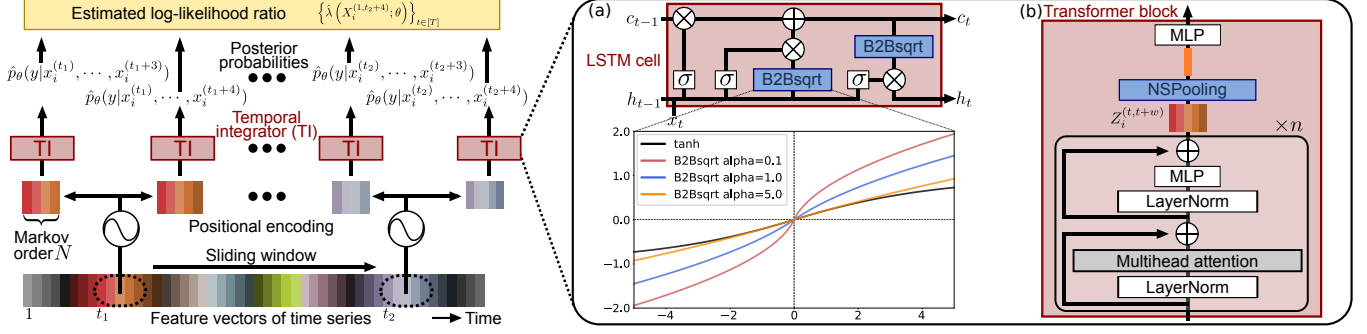 Estimated log-likelihood ratio { λ̂ ( X_i^{(1,t_2+4)}; θ ) }_{t∈[T]}
Posterior
probabilities
p̂_θ(y|x_i^{(t_1)}, ⋯ , x_i^{(t_1+3)})
p̂_θ(y|x_i^{(t_1)}, ⋯ , x_i^{(t_1+4)})
p̂_θ(y|x_i^{(t_2)}, ⋯ , x_i^{(t_2+3)})
p̂_θ(y|x_i^{(t_2)}, ⋯ , x_i^{(t_2+4)})
Temporal
integrator (TI)
TI
TI
TI
TI
Positional encoding
Markov
order N
Sliding window
1
t_1
t_2
Feature vectors of time series
Time
(a)
c_{t-1}
c_t
LSTM cell
B2Bsqrt
B2Bsqrt
σ
σ
σ
h_{t-1}
h_t
x_t
2.0
1.0
0.0
−1.0
−2.0
0.0
tanh
B2Bsqrt alpha=0.1
B2Bsqrt alpha=1.0
B2Bsqrt alpha=5.0
−4
−2
0
2
4
(b)
Transformer block
MLP
NSPooling
Z_i^{(t,t+w)}
×n
MLP
LayerNorm
Multihead attention
LayerNorm